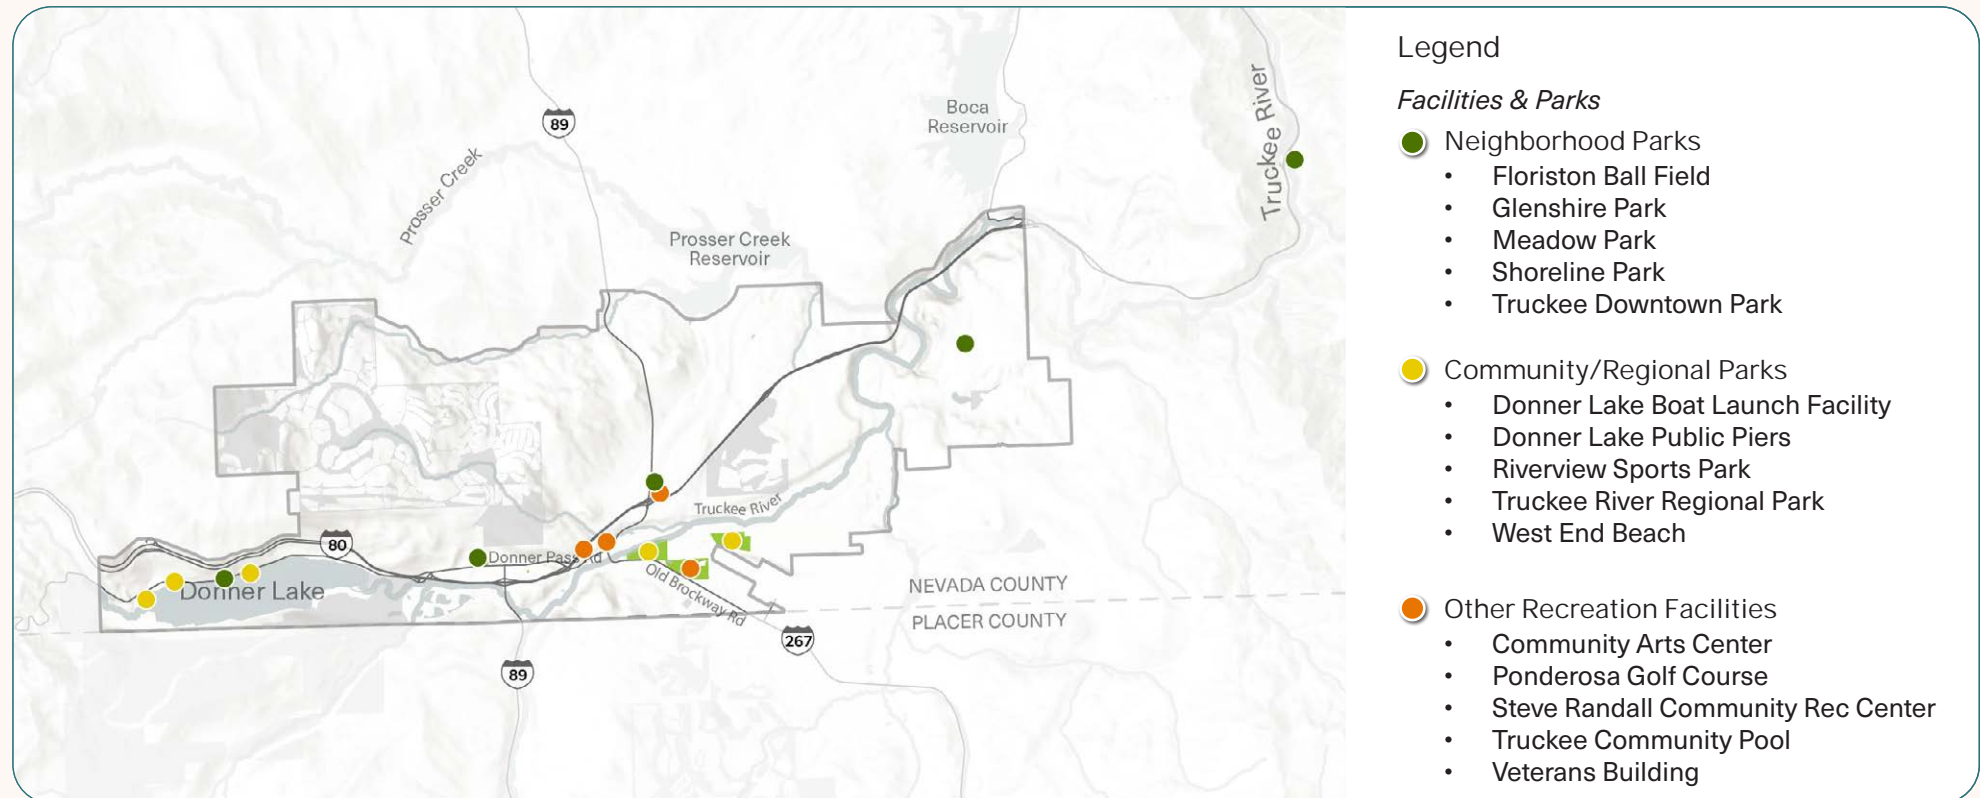 89
Boca
Reservoir
Truckee River
Prosser Creek
Prosser Creek
Reservoir
Truckee River
80
Donner Pass Rd
Old Brockway Rd
Donner Lake
NEVADA COUNTY
PLACER COUNTY
267
89
Legend
Facilities & Parks
Neighborhood Parks
• Floriston Ball Field
• Glenshire Park
• Meadow Park
• Shoreline Park
• Truckee Downtown Park
Community/Regional Parks
• Donner Lake Boat Launch Facility
• Donner Lake Public Piers
• Riverview Sports Park
• Truckee River Regional Park
• West End Beach
Other Recreation Facilities
• Community Arts Center
• Ponderosa Golf Course
• Steve Randall Community Rec Center
• Truckee Community Pool
• Veterans Building